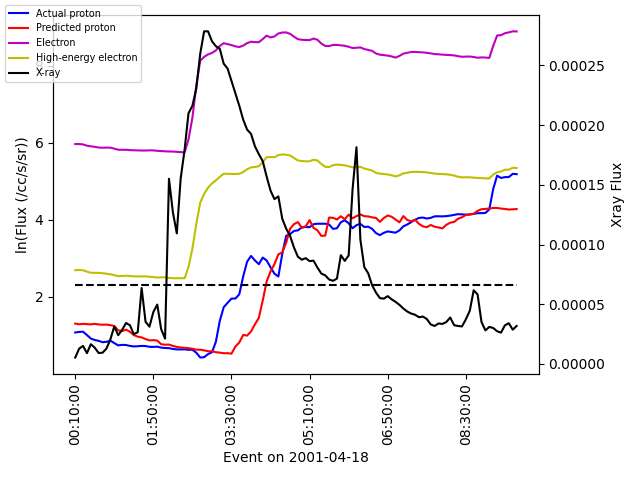 Actual proton
Predicted proton
Electron
High-energy electron
X-ray
6
4
2
ln(Flux (/cc/s/sr))
0.00025
0.00020
0.00015
0.00010
0.00005
0.00000
Xray Flux
00:10:00
01:50:00
03:30:00
05:10:00
06:50:00
08:30:00
Event on 2001-04-18